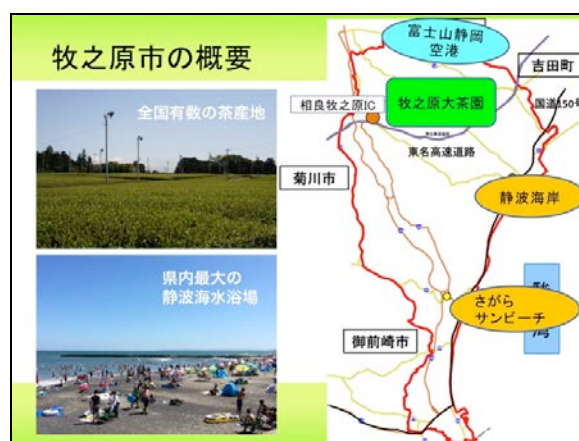 牧之原市の概要
全国有数の茶産地
県内最大の
静波海水浴場
富士山静岡
空港
吉田町
相良牧之原IC
牧之原大茶園
国道150号
東名高速道路
菊川市
静波海岸
さがら
サンビーチ
御前崎市